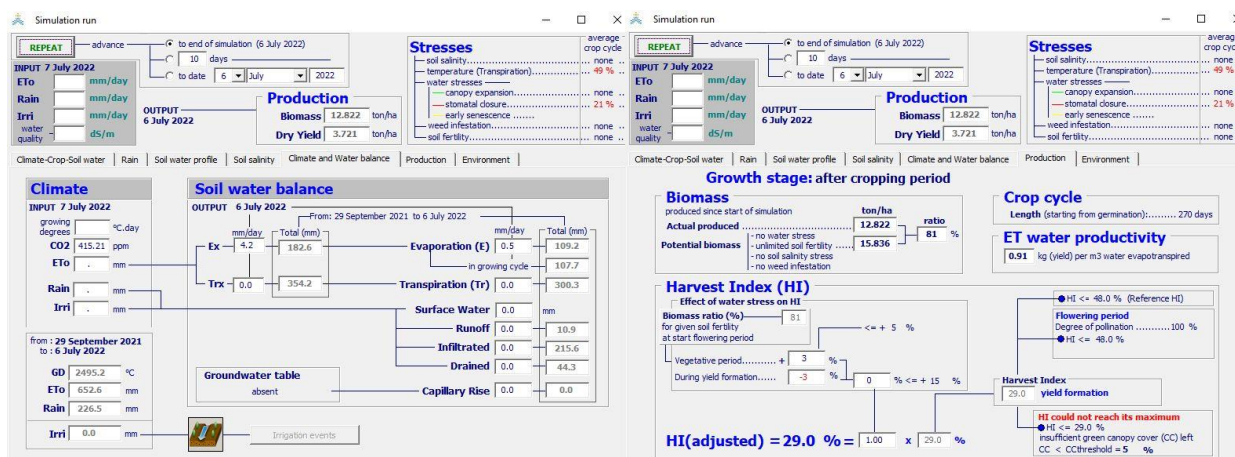 Simulation run
REPEAT
advance
to end of simulation (6 July 2022)
10 days
to date 6 July 2022
INPUT 7 July 2022
ETo mm/day
Rain mm/day
Irri mm/day
water quality dS/m
OUTPUT
6 July 2022
Production
Biomass 12.822 ton/ha
Dry Yield 3.721 ton/ha
Stresses
average
crop cycle
soil salinity none
temperature (Transpiration) 49 %
water stresses
canopy expansion none
stomatal closure 21 %
early senescence
weed infestation none
soil fertility none
Climate-Crop-Soil water Rain Soil water profile Soil salinity Climate and Water balance Production Environment
Climate
INPUT 7 July 2022
growing
degrees °C.day
CO2 415.21 ppm
ETo . mm
Rain . mm
Irri . mm
from : 29 September 2021
to : 6 July 2022
GD 2495.2 °C
ETo 652.6 mm
Rain 226.5 mm
Irri 0.0 mm
Irrigation events
Soil water balance
OUTPUT 6 July 2022
From: 29 September 2021 to 6 July 2022
mm/day Total (mm) mm/day Total (mm)
Ex 4.2 182.6 Evaporation (E) 0.5 109.2
in growing cycle 107.7
Trx 0.0 354.2 Transpiration (Tr) 0.0 300.3
Surface Water 0.0 mm
Runoff 0.0 10.9
Infiltrated 0.0 215.6
Drained 0.0 44.3
Groundwater table
absent
Capillary Rise 0.0 0.0
Simulation run
REPEAT
advance
to end of simulation (6 July 2022)
10 days
to date 6 July 2022
INPUT 7 July 2022
ETo mm/day
Rain mm/day
Irri mm/day
water quality dS/m
OUTPUT
6 July 2022
Production
Biomass 12.822 ton/ha
Dry Yield 3.721 ton/ha
Stresses
average
crop cyc
soil salinity none
temperature (Transpiration) 49 %
water stresses
canopy expansion none
stomatal closure 21 %
early senescence
weed infestation none
soil fertility none
Climate-Crop-Soil water Rain Soil water profile Soil salinity Climate and Water balance Production Environment
Growth stage: after cropping period
Biomass
produced since start of simulation ton/ha
Actual produced 12.822
ratio
81 %
Potential biomass 15.836
- no water stress
- unlimited soil fertility
- no soil salinity stress
- no weed infestation
Crop cycle
Length (starting from germination):......... 270 days
ET water productivity
0.91 kg (yield) per m3 water evapotranspired
Harvest Index (HI)
Effect of water stress on HI
Biomass ratio (%) 81
for given soil fertility
at start flowering period
<= + 5 %
Vegetative period........... + 3 %
During yield formation...... -3 %
0 % <= + 15 %
HI(adjusted) = 29.0 % = 1.00 x 29.0 %
HI <= 48.0 % (Reference HI)
Flowering period
Degree of pollination ..........100 %
HI <= 48.0 %
Harvest Index
29.0 yield formation
HI could not reach its maximum
HI <= 29.0 %
insufficient green canopy cover (CC) left
CC < CCthreshold = 5 %